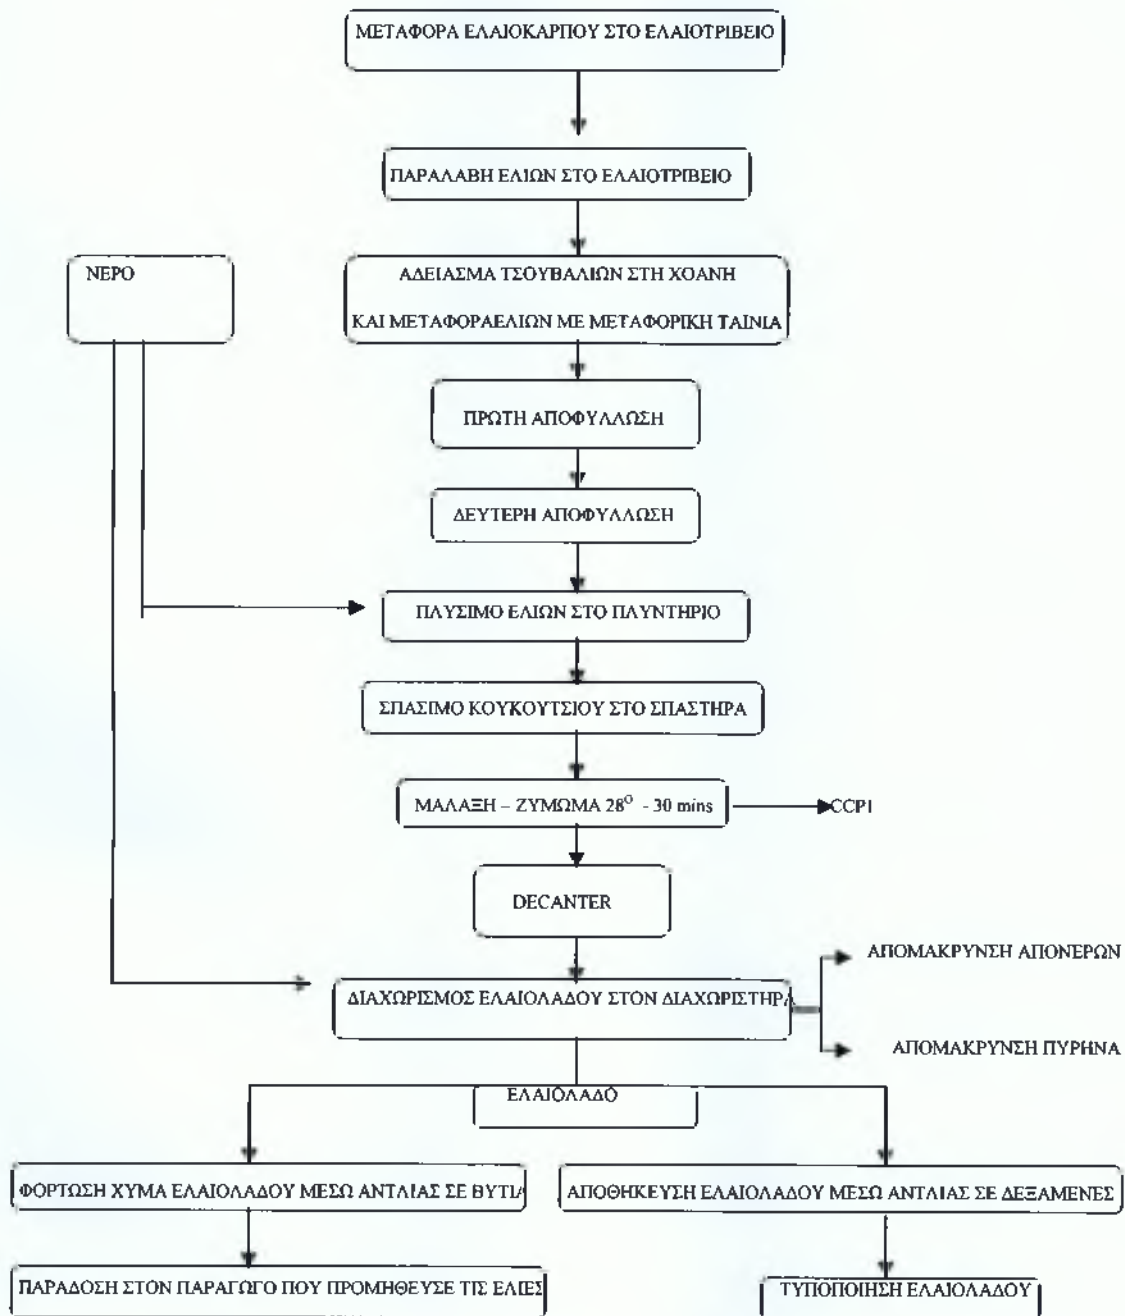 ΜΕΤΑΦΟΡΑ ΕΛΑΙΟΚΑΡΠΟΥ ΣΤΟ ΕΛΑΙΟΤΡΙΒΕΙΟ
ΠΑΡΑΛΑΒΗ ΕΛΙΩΝ ΣΤΟ ΕΛΑΙΟΤΡΙΒΕΙΟ
ΝΕΡΟ
ΑΔΕΙΑΣΜΑ ΤΣΟΥΒΑΛΙΩΝ ΣΤΗ ΧΟΑΝΗ
ΚΑΙ ΜΕΤΑΦΟΡΑΕΛΙΩΝ ΜΕ ΜΕΤΑΦΟΡΙΚΗ ΤΑΙΝΙΑ
ΠΡΩΤΗ ΑΠΟΦΥΛΛΩΣΗ
ΔΕΥΤΕΡΗ ΑΠΟΦΥΛΛΩΣΗ
ΠΛΥΣΙΜΟ ΕΛΙΩΝ ΣΤΟ ΠΛΥΝΤΗΡΙΟ
ΣΠΑΣΙΜΟ ΚΟΥΚΟΥΤΣΙΟΥ ΣΤΟ ΣΠΑΣΤΗΡΑ
ΜΑΛΑΞΗ – ΖΥΜΩΜΑ 28° - 30 mins
CCP1
DECANTER
ΑΠΟΜΑΚΡΥΝΣΗ ΑΠΟΝΕΡΩΝ
ΔΙΑΧΩΡΙΣΜΟΣ ΕΛΑΙΟΛΑΔΟΥ ΣΤΟΝ ΔΙΑΧΩΡΙΣΤΗΡΑ
ΑΠΟΜΑΚΡΥΝΣΗ ΠΥΡΗΝΑ
ΕΛΑΙΟΛΑΔΟ
ΦΟΡΤΩΣΗ ΧΥΜΑ ΕΛΑΙΟΛΑΔΟΥ ΜΕΣΩ ΑΝΤΛΙΑΣ ΣΕ ΒΥΤΙΑ
ΑΠΟΘΗΚΕΥΣΗ ΕΛΑΙΟΛΑΔΟΥ ΜΕΣΩ ΑΝΤΛΙΑΣ ΣΕ ΔΕΞΑΜΕΝΕΣ
ΠΑΡΑΔΟΣΗ ΣΤΟΝ ΠΑΡΑΓΩΓΟ ΠΟΥ ΠΡΟΜΗΘΕΥΣΕ ΤΙΣ ΕΛΙΕΣ
ΤΥΠΟΠΟΙΗΣΗ ΕΛΑΙΟΛΑΔΟΥ